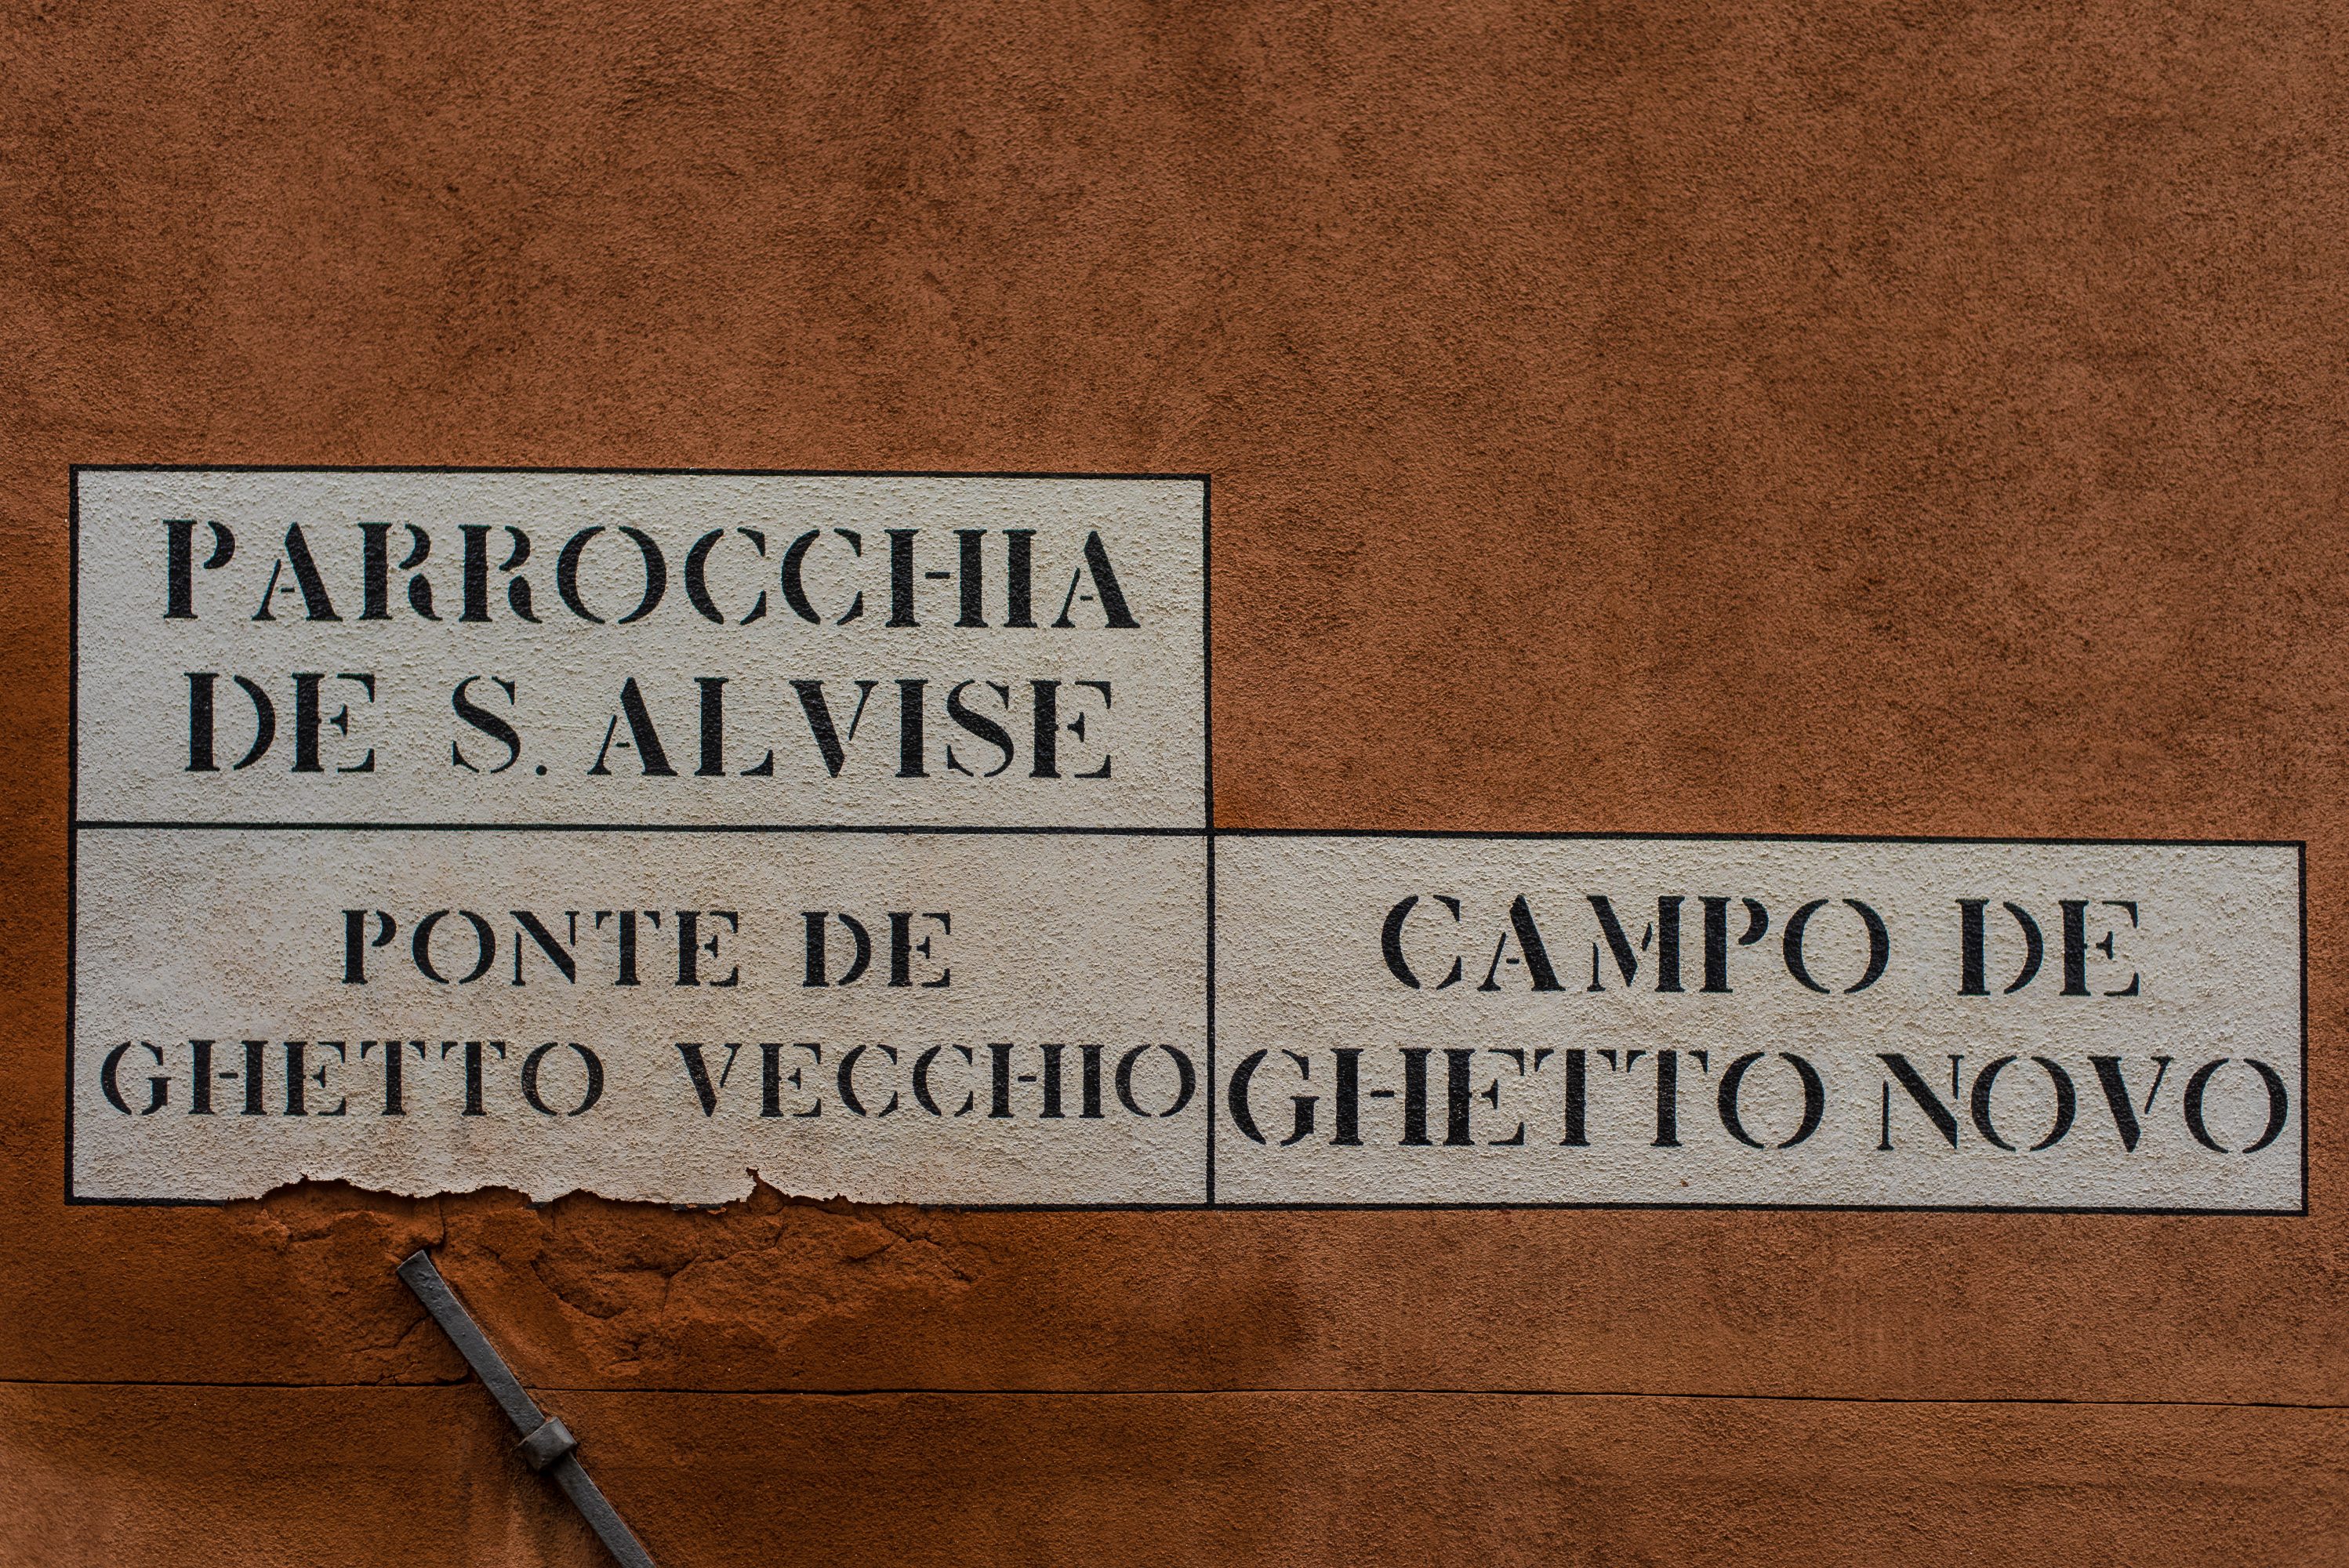 PARROCCHIA
DE S. ALVISE
PONTE DE
GHETTO VECCHIO
CAMPO DE
GHETTO NOVO